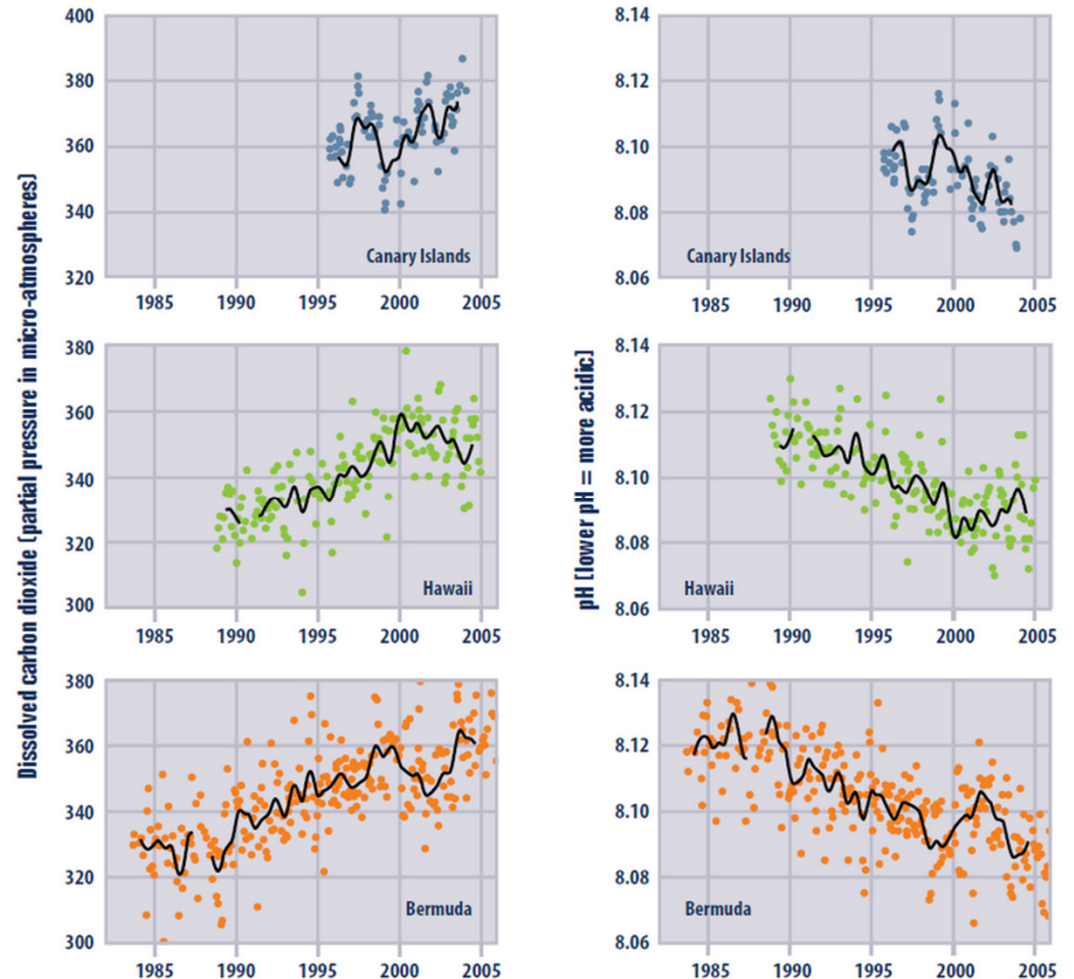 Dissolved carbon dioxide (partial pressure in micro-atmospheres)
400
380
360
340
320
Canary Islands
1985 1990 1995 2000 2005
380
360
340
320
300
Hawaii
1985 1990 1995 2000 2005
380
360
340
320
300
Bermuda
1985 1990 1995 2000 2005
pH (lower pH = more acidic)
8.14
8.12
8.10
8.08
8.06
Canary Islands
1985 1990 1995 2000 2005
8.14
8.12
8.10
8.08
8.06
Hawaii
1985 1990 1995 2000 2005
8.14
8.12
8.10
8.08
8.06
Bermuda
1985 1990 1995 2000 2005